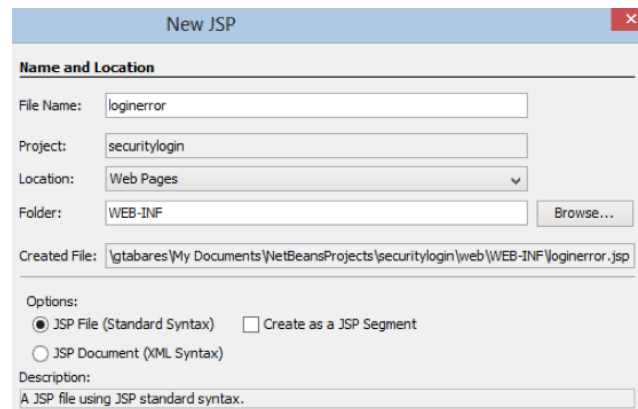 New JSP
Name and Location
File Name: loginerror
Project: securitylogin
Location: Web Pages
Folder: WEB-INF Browse...
Created File: \gtabares\My Documents\NetBeansProjects\securitylogin\web\WEB-INF\loginerror.jsp
Options:
JSP File (Standard Syntax) Create as a JSP Segment
JSP Document (XML Syntax)
Description:
A JSP file using JSP standard syntax.